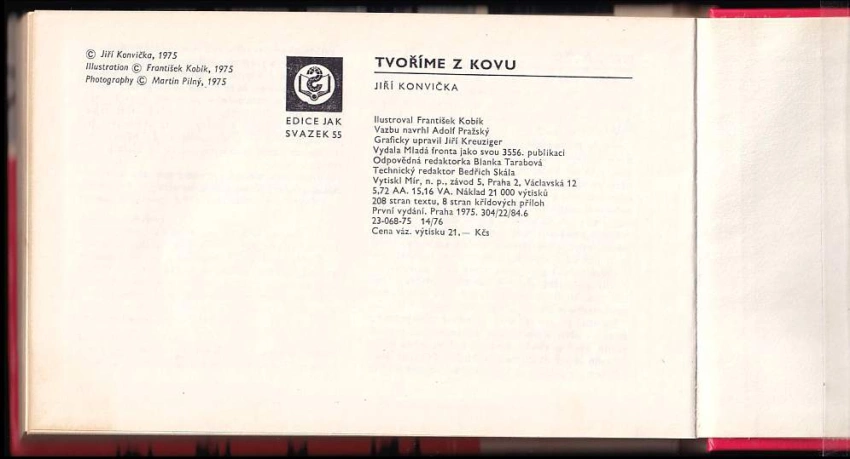 © Jiří Konvička, 1975
Illustration © František Kobík, 1975
Photography © Martin Pilný, 1975
EDICE JAK
SVAZEK 55
TVOŘÍME Z KOVU
JIŘÍ KONVIČKA
Ilustroval František Kobík
Vazbu navrhl Adolf Pražský
Graficky upravil Jiří Kreuziger
Vydala Mladá fronta jako svou 3556. publikaci
Odpovědná redaktorka Blanka Tarabová
Technický redaktor Bedřich Skála
Vytiskl Mír, n. p., závod 5, Praha 2, Václavská 12
5,72 AA. 15,16 VA. Náklad 21 000 výtisků
208 stran textu, 8 stran křídových příloh
První vydání. Praha 1975. 304/22/84.6
23-068-75 14/76
Cena váz. výtisku 21,— Kčs